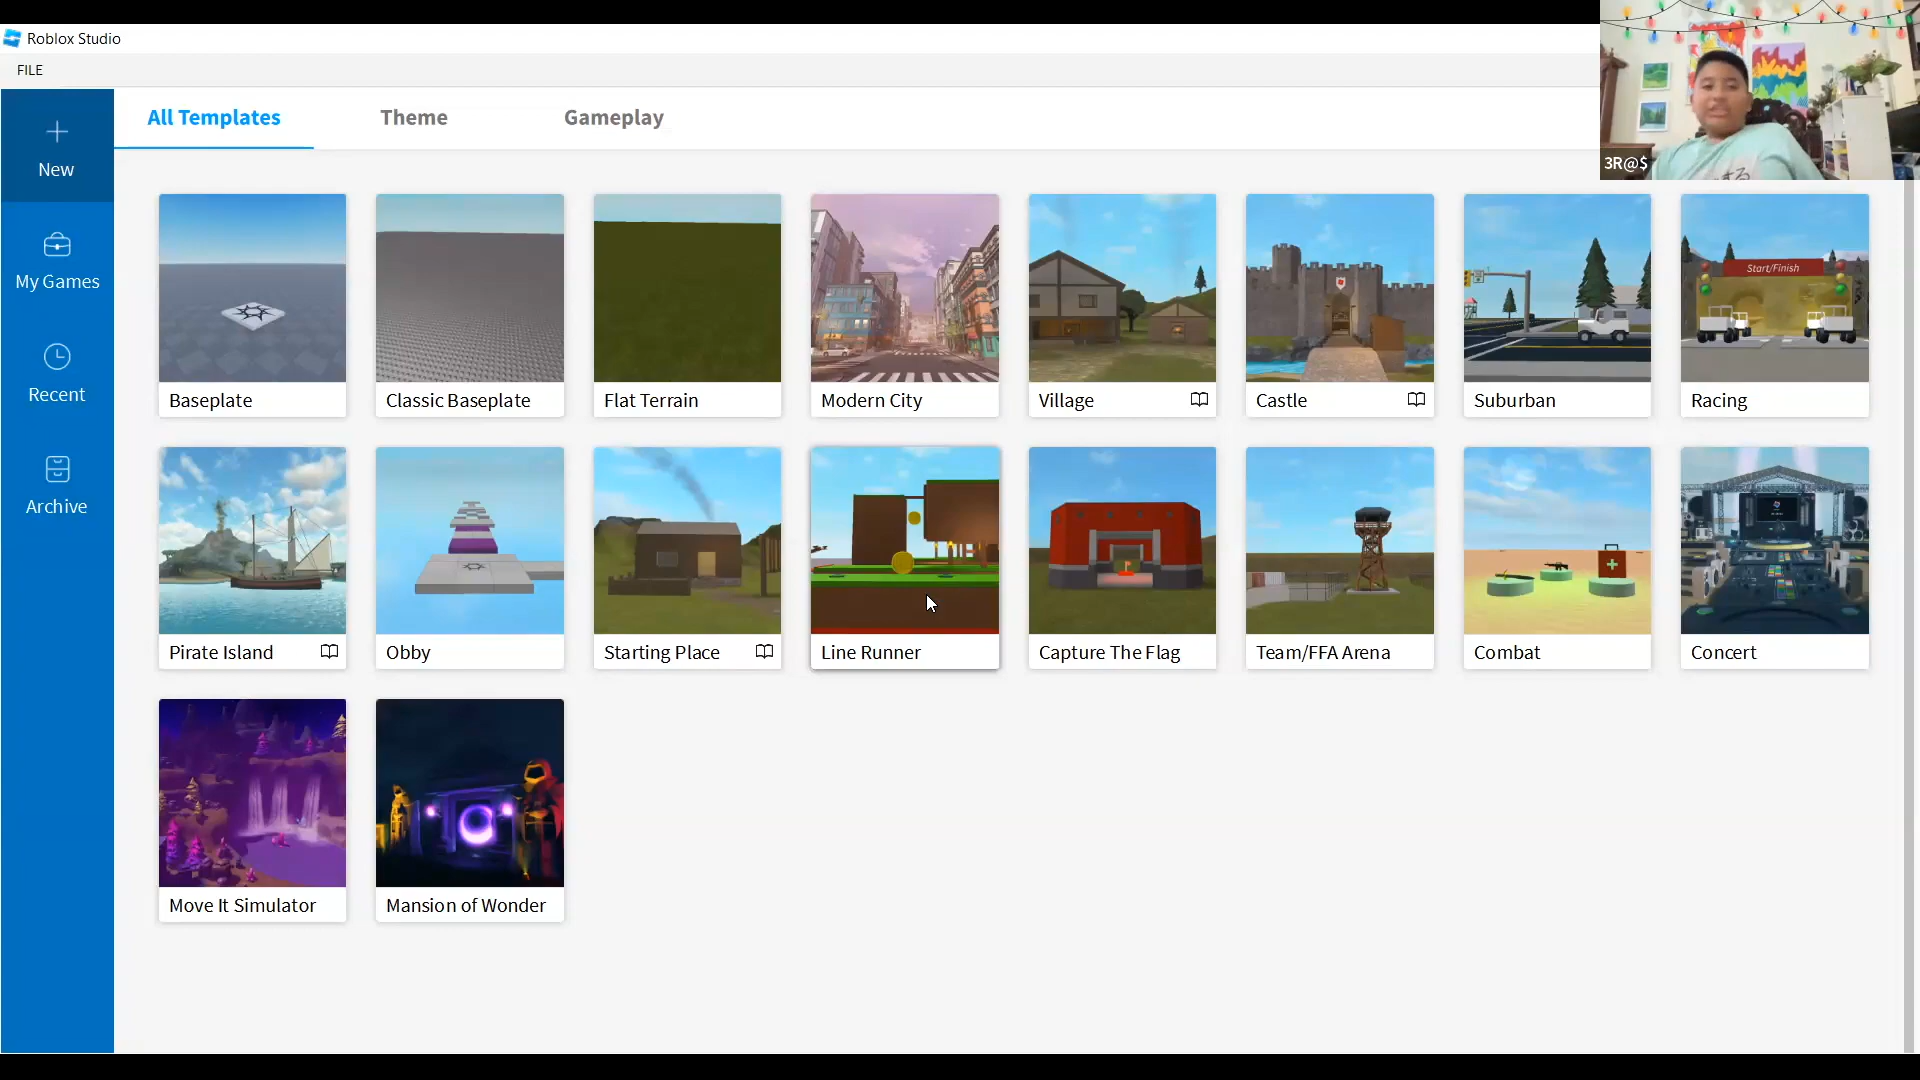 Roblox Studio
FILE
New
My Games
Recent
Archive
All Templates Theme Gameplay
3R@$
Start/Finish
Baseplate Classic Baseplate Flat Terrain Modern City Village Castle Suburban Racing
Pirate Island Obby Starting Place Line Runner Capture The Flag Team/FFA Arena Combat Concert
Move It Simulator Mansion of Wonder